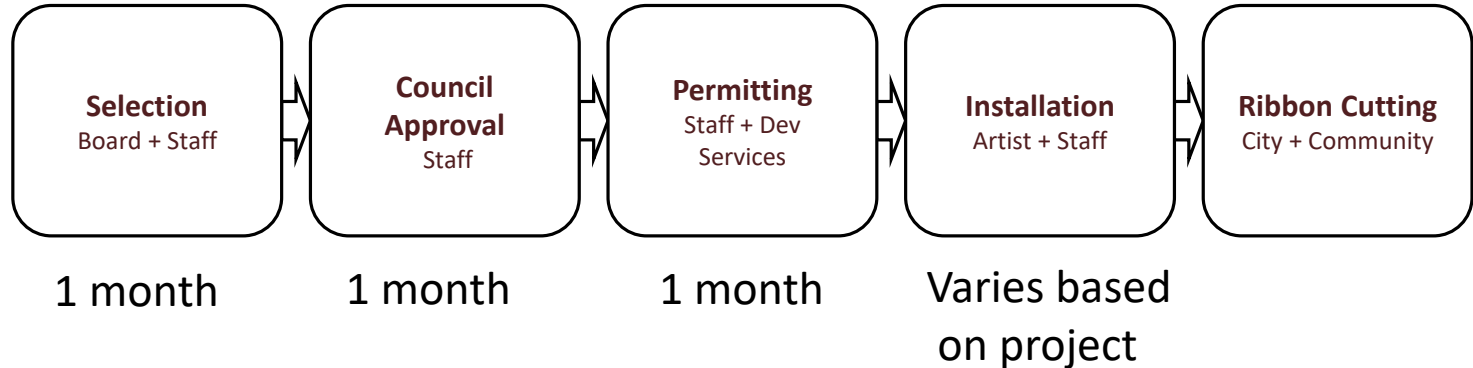 Selection
Board + Staff
Council
Approval
Staff
Permitting
Staff + Dev
Services
Installation
Artist + Staff
Ribbon Cutting
City + Community
1 month
1 month
1 month
Varies based
on project